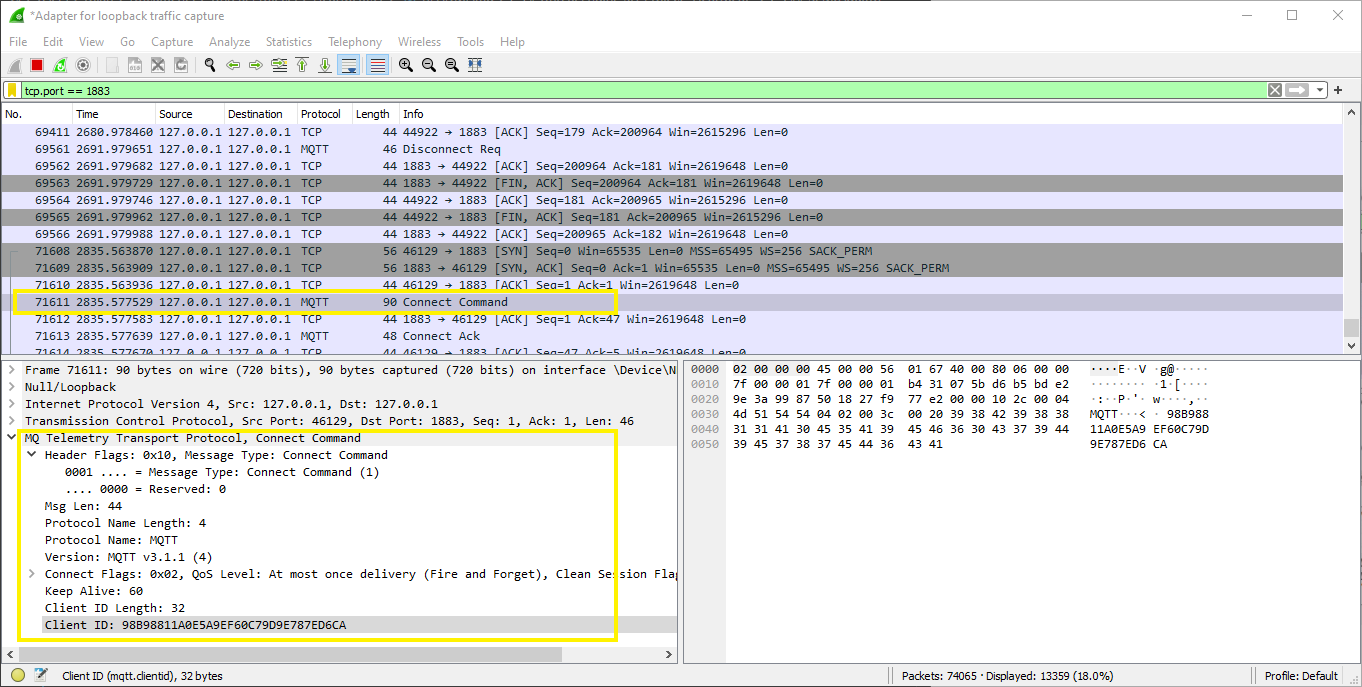 *Adapter for loopback traffic capture
File Edit View Go Capture Analyze Statistics Telephony Wireless Tools Help
tcp.port == 1883
No. Time Source Destination Protocol Length Info
69411 2680.978460 127.0.0.1 127.0.0.1 TCP 44 44922 → 1883 [ACK] Seq=179 Ack=200964 Win=2615296 Len=0
69561 2691.979651 127.0.0.1 127.0.0.1 MQTT 46 Disconnect Req
69562 2691.979682 127.0.0.1 127.0.0.1 TCP 44 1883 → 44922 [ACK] Seq=200964 Ack=181 Win=2619648 Len=0
69563 2691.979729 127.0.0.1 127.0.0.1 TCP 44 1883 → 44922 [FIN, ACK] Seq=200964 Ack=181 Win=2619648 Len=0
69564 2691.979746 127.0.0.1 127.0.0.1 TCP 44 44922 → 1883 [ACK] Seq=181 Ack=200965 Win=2615296 Len=0
69565 2691.979962 127.0.0.1 127.0.0.1 TCP 44 44922 → 1883 [FIN, ACK] Seq=181 Ack=200965 Win=2615296 Len=0
69566 2691.979988 127.0.0.1 127.0.0.1 TCP 44 1883 → 44922 [ACK] Seq=200965 Ack=182 Win=2619648 Len=0
71608 2835.563870 127.0.0.1 127.0.0.1 TCP 56 46129 → 1883 [SYN] Seq=0 Win=65535 Len=0 MSS=65495 WS=256 SACK_PERM
71609 2835.563909 127.0.0.1 127.0.0.1 TCP 56 1883 → 46129 [SYN, ACK] Seq=0 Ack=1 Win=65535 Len=0 MSS=65495 WS=256 SACK_PERM
71610 2835.563936 127.0.0.1 127.0.0.1 TCP 44 46129 → 1883 [ACK] Seq=1 Ack=1 Win=2619648 Len=0
71611 2835.577529 127.0.0.1 127.0.0.1 MQTT 90 Connect Command
71612 2835.577583 127.0.0.1 127.0.0.1 TCP 44 1883 → 46129 [ACK] Seq=1 Ack=47 Win=2619648 Len=0
71613 2835.577639 127.0.0.1 127.0.0.1 MQTT 48 Connect Ack
71614 2835.577670 127.0.0.1 127.0.0.1 TCP 44 46129 → 1883 [ACK] Seq=47 Ack=5 Win=2619648 Len=0
Frame 71611: 90 bytes on wire (720 bits), 90 bytes captured (720 bits) on interface \Device\N
Null/Loopback
Internet Protocol Version 4, Src: 127.0.0.1, Dst: 127.0.0.1
Transmission Control Protocol, Src Port: 46129, Dst Port: 1883, Seq: 1, Ack: 1, Len: 46
MQ Telemetry Transport Protocol, Connect Command
Header Flags: 0x10, Message Type: Connect Command
0001 .... = Message Type: Connect Command (1)
.... 0000 = Reserved: 0
Msg Len: 44
Protocol Name Length: 4
Protocol Name: MQTT
Version: MQTT v3.1.1 (4)
Connect Flags: 0x02, QoS Level: At most once delivery (Fire and Forget), Clean Session Flag
Keep Alive: 60
Client ID Length: 32
Client ID: 98B98811A0E5A9EF60C79D9E787ED6CA
0000 02 00 00 00 45 00 00 56 01 67 40 00 80 06 00 00 ····E··V ·g@·····
0010 7f 00 00 01 7f 00 00 01 b4 31 07 5b d6 b5 bd e2 ········ ·1·[····
0020 9e 3a 99 87 50 18 27 f9 77 e2 00 00 10 2c 00 04 ·:··P·'· w····,··
0030 4d 51 54 54 04 02 00 3c 00 20 39 38 42 39 38 38 MQTT···< · 98B988
0040 31 31 41 30 45 35 41 39 45 46 36 30 43 37 39 44 11A0E5A9 EF60C79D
0050 39 45 37 38 37 45 44 36 43 41 9E787ED6 CA
Client ID (mqtt.clientid), 32 bytes
Packets: 74065 · Displayed: 13359 (18.0%)
Profile: Default